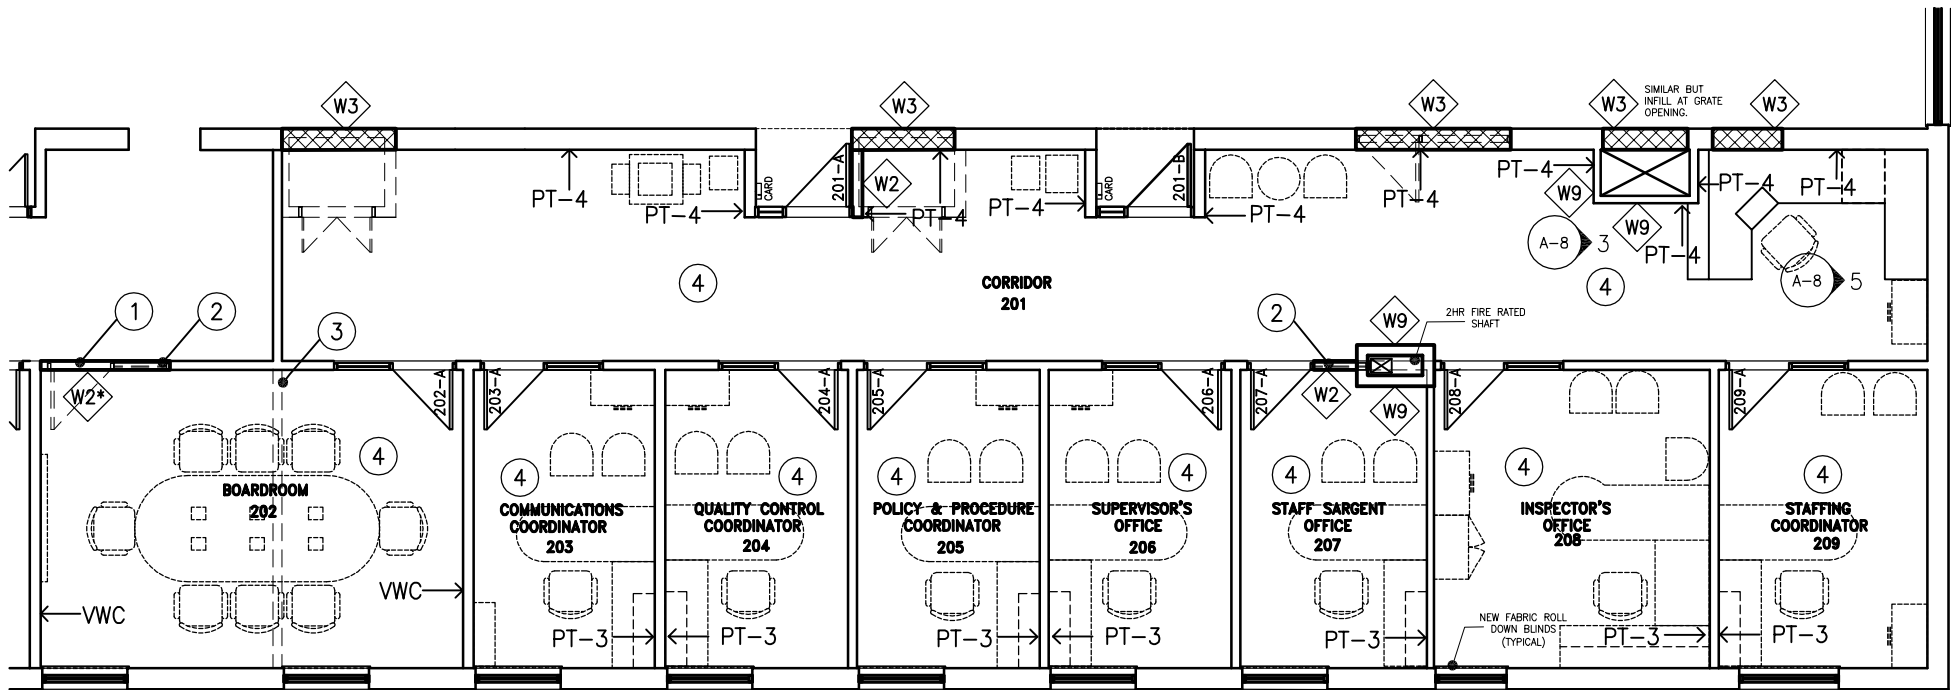 W3
W3
W3
W3
SIMILAR BUT
INFILL AT GRATE
OPENING.
W3
PT-4
PT-4
CARD
201-A
W2
PT-4
PT-4
CARD
201-B
PT-4
PT-4
PT-4
W9
W9
PT-4
PT-4
PT-4
A-8
3
A-8
5
4
CORRIDOR
201
4
1
2
3
2
W9
2HR FIRE RATED
SHAFT
W2*
202-A
203-A
204-A
205-A
206-A
207-A
W2
W9
208-A
209-A
4
BOARDROOM
202
VWC
VWC
4
COMMUNICATIONS
COORDINATOR
203
PT-3
4
QUALITY CONTROL
COORDINATOR
204
PT-3
4
POLICY & PROCEDURE
COORDINATOR
205
PT-3
4
SUPERVISOR'S
OFFICE
206
PT-3
4
STAFF SARGENT
OFFICE
207
PT-3
4
INSPECTOR'S
OFFICE
208
NEW FABRIC ROLL
DOWN BLINDS
(TYPICAL)
PT-3
4
STAFFING
COORDINATOR
209
PT-3